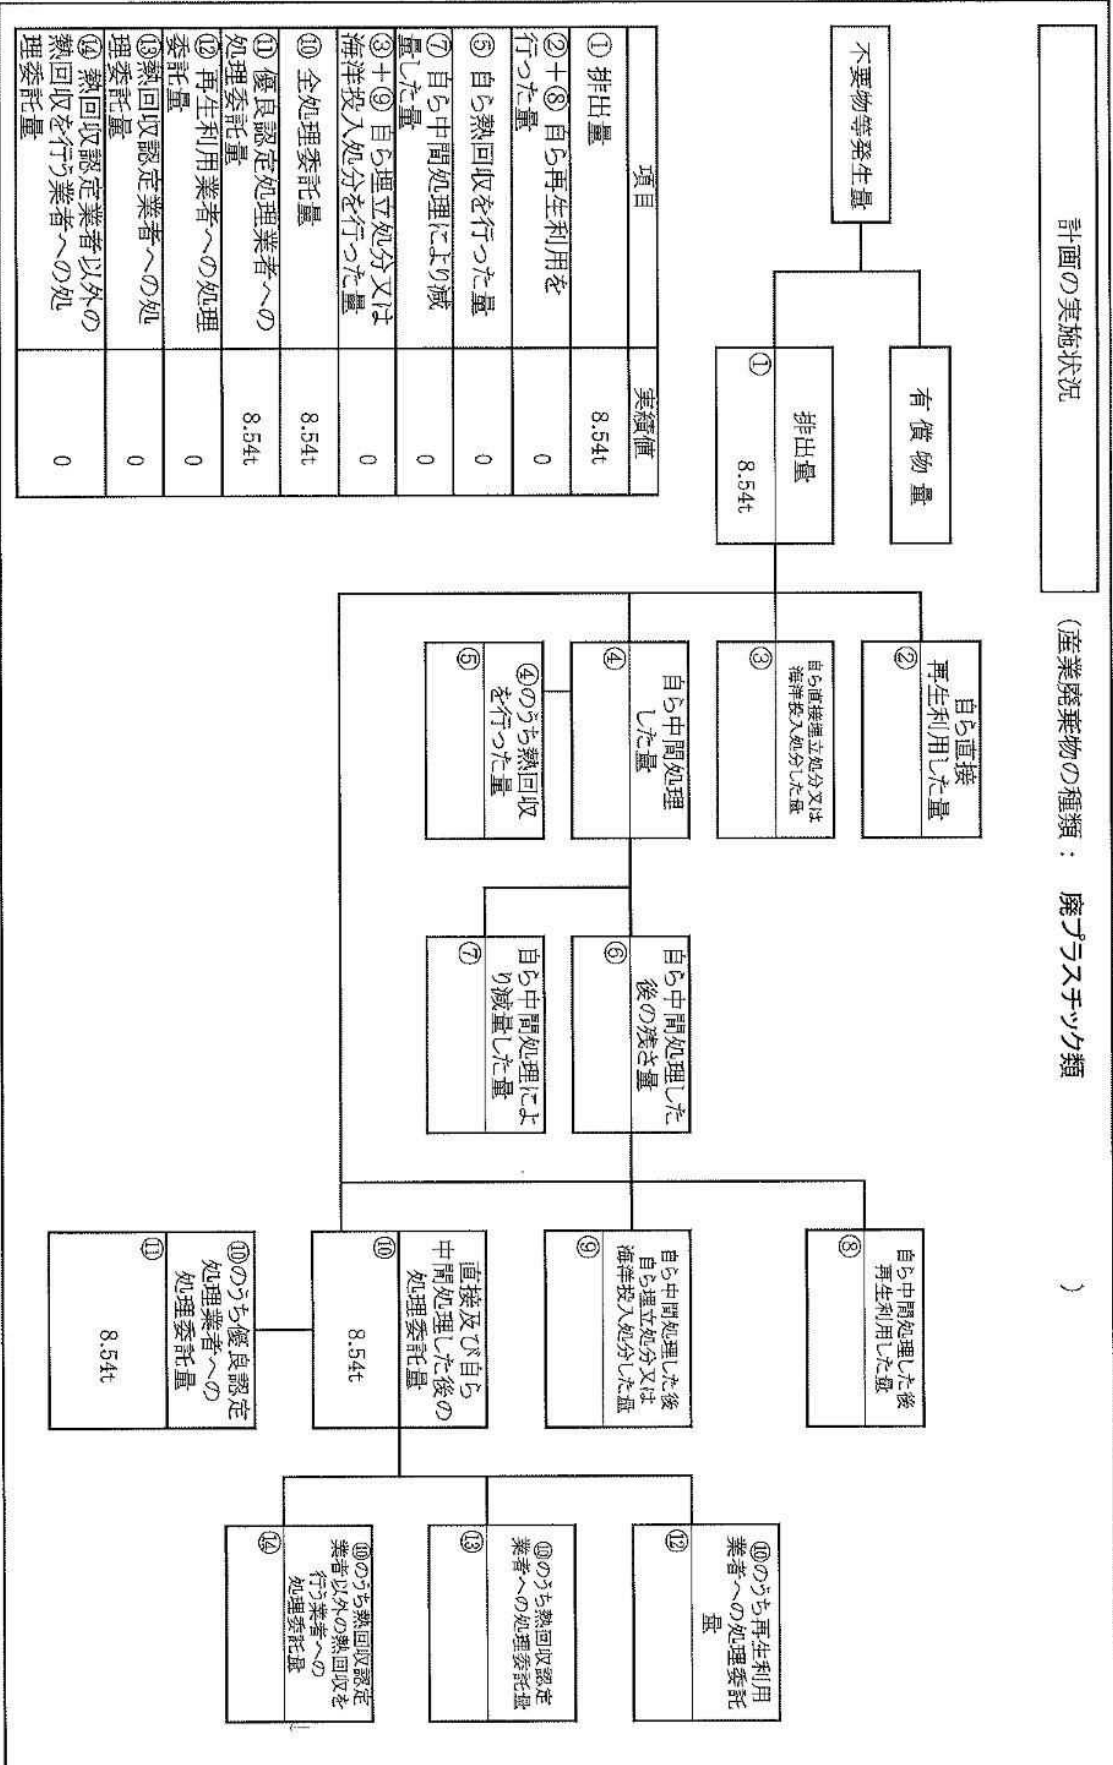 計画の実施状況
(産業廃棄物の種類： 廃プラスチック類 )
不要物等発生量
有償物量
排出量
①
8.54t
自ら直接
再生利用した量
②
自ら直接埋立処分又は
海洋投入処分した量
③
自ら中間処理
した量
④
④のうち熱回収
を行った量
⑤
自ら中間処理した
後の残さ量
⑥
自ら中間処理によ
り減量した量
⑦
自ら中間処理した後
再生利用した量
⑧
自ら中間処理した後
自ら埋立処分又は
海洋投入処分した量
⑨
直接及び自ら
中間処理した後の
処理委託量
⑩
8.54t
⑩のうち優良認定
処理業者への
処理委託量
⑪
8.54t
⑩のうち再生利用
業者への処理委託
量
⑫
⑩のうち熱回収認定
業者への処理委託量
⑬
⑩のうち熱回収認定
業者以外の熱回収を
行う業者への
処理委託量
⑭
項目 実績値
① 排出量 8.54t
②＋⑧ 自ら再生利用を
行った量 0
⑤ 自ら熱回収を行った量 0
⑦ 自ら中間処理により減
量した量 0
③＋⑨ 自ら埋立処分又は
海洋投入処分を行った量 0
⑩ 全処理委託量 8.54t
⑪ 優良認定処理業者への
処理委託量 8.54t
⑫ 再生利用業者への処理
委託量 0
⑬熱回収認定業者への処
理委託量 0
⑭ 熱回収認定業者以外の
熱回収を行う業者への処
理委託量 0